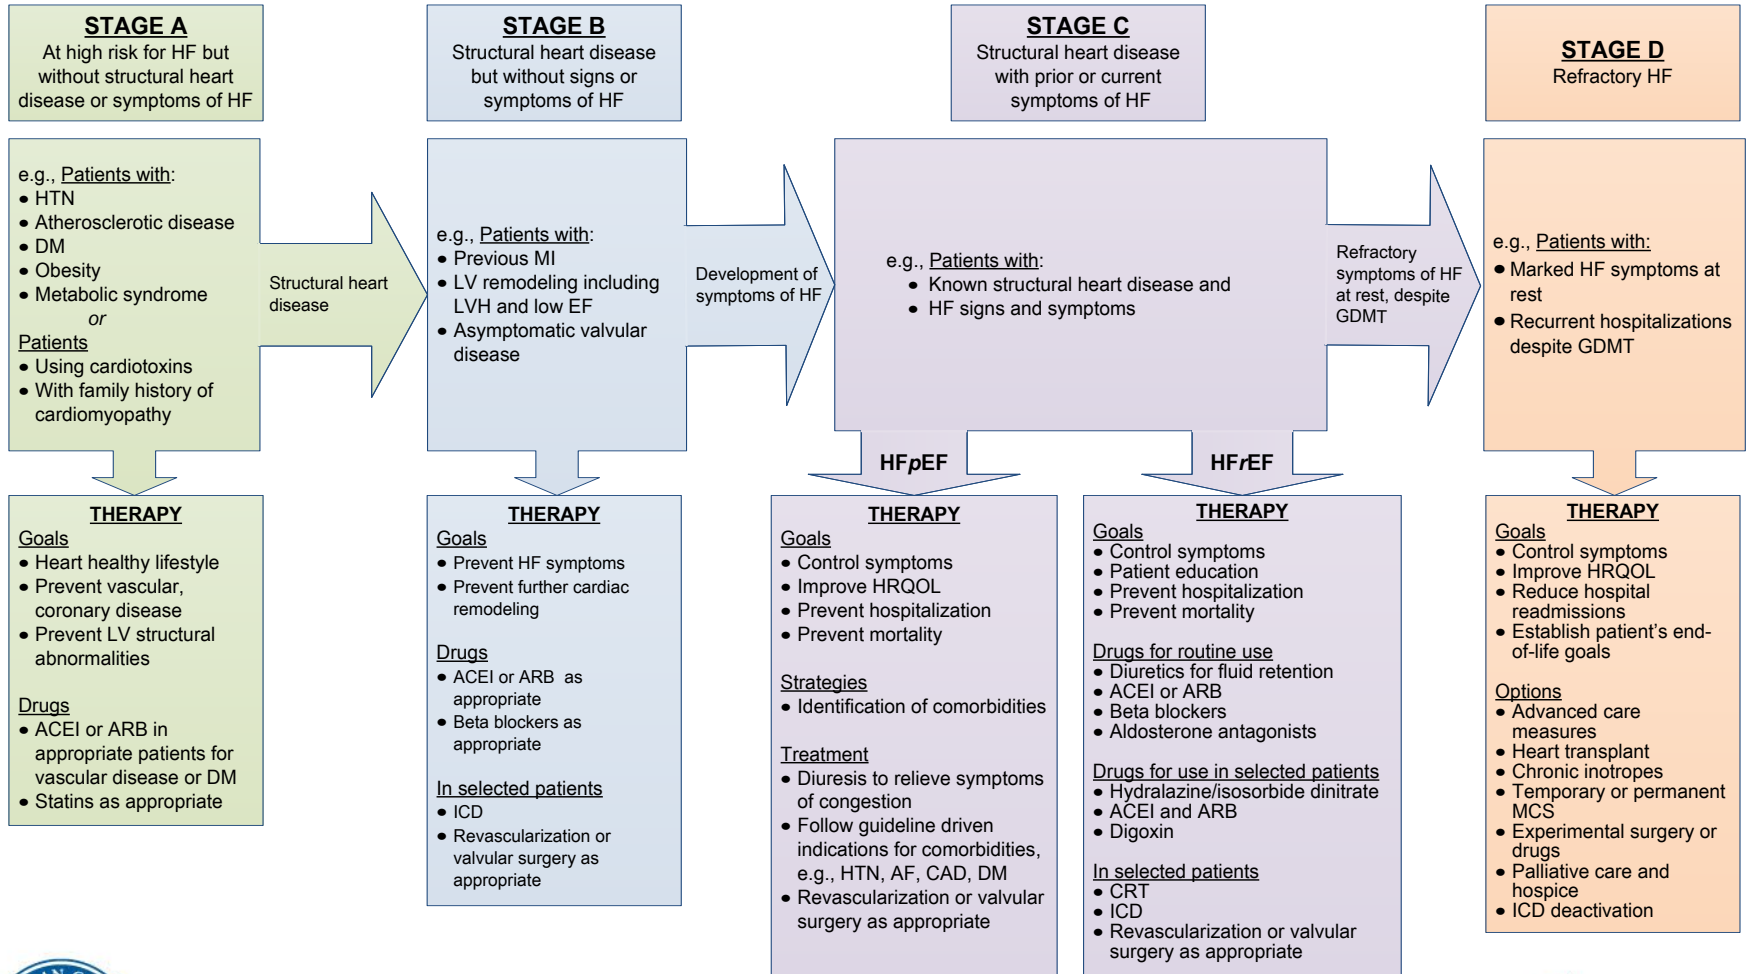 STAGE A
At high risk for HF but
without structural heart
disease or symptoms of HF
STAGE B
Structural heart disease
but without signs or
symptoms of HF
STAGE C
Structural heart disease
with prior or current
symptoms of HF
STAGE D
Refractory HF
e.g., Patients with:
• HTN
• Atherosclerotic disease
• DM
• Obesity
• Metabolic syndrome
or
Patients
• Using cardiotoxins
• With family history of
cardiomyopathy
Structural heart
disease
e.g., Patients with:
• Previous MI
• LV remodeling including
LVH and low EF
• Asymptomatic valvular
disease
Development of
symptoms of HF
e.g., Patients with:
• Known structural heart disease and
• HF signs and symptoms
Refractory
symptoms of HF
at rest, despite
GDMT
e.g., Patients with:
• Marked HF symptoms at
rest
• Recurrent hospitalizations
despite GDMT
HFpEF
HFrEF
THERAPY
Goals
• Heart healthy lifestyle
• Prevent vascular,
coronary disease
• Prevent LV structural
abnormalities
Drugs
• ACEI or ARB in
appropriate patients for
vascular disease or DM
• Statins as appropriate
THERAPY
Goals
• Prevent HF symptoms
• Prevent further cardiac
remodeling
Drugs
• ACEI or ARB as
appropriate
• Beta blockers as
appropriate
In selected patients
• ICD
• Revascularization or
valvular surgery as
appropriate
THERAPY
Goals
• Control symptoms
• Improve HRQOL
• Prevent hospitalization
• Prevent mortality
Strategies
• Identification of comorbidities
Treatment
• Diuresis to relieve symptoms
of congestion
• Follow guideline driven
indications for comorbidities,
e.g., HTN, AF, CAD, DM
• Revascularization or valvular
surgery as appropriate
THERAPY
Goals
• Control symptoms
• Patient education
• Prevent hospitalization
• Prevent mortality
Drugs for routine use
• Diuretics for fluid retention
• ACEI or ARB
• Beta blockers
• Aldosterone antagonists
Drugs for use in selected patients
• Hydralazine/isosorbide dinitrate
• ACEI and ARB
• Digoxin
In selected patients
• CRT
• ICD
• Revascularization or valvular
surgery as appropriate
THERAPY
Goals
• Control symptoms
• Improve HRQOL
• Reduce hospital
readmissions
• Establish patient's end-
of-life goals
Options
• Advanced care
measures
• Heart transplant
• Chronic inotropes
• Temporary or permanent
MCS
• Experimental surgery or
drugs
• Palliative care and
hospice
• ICD deactivation